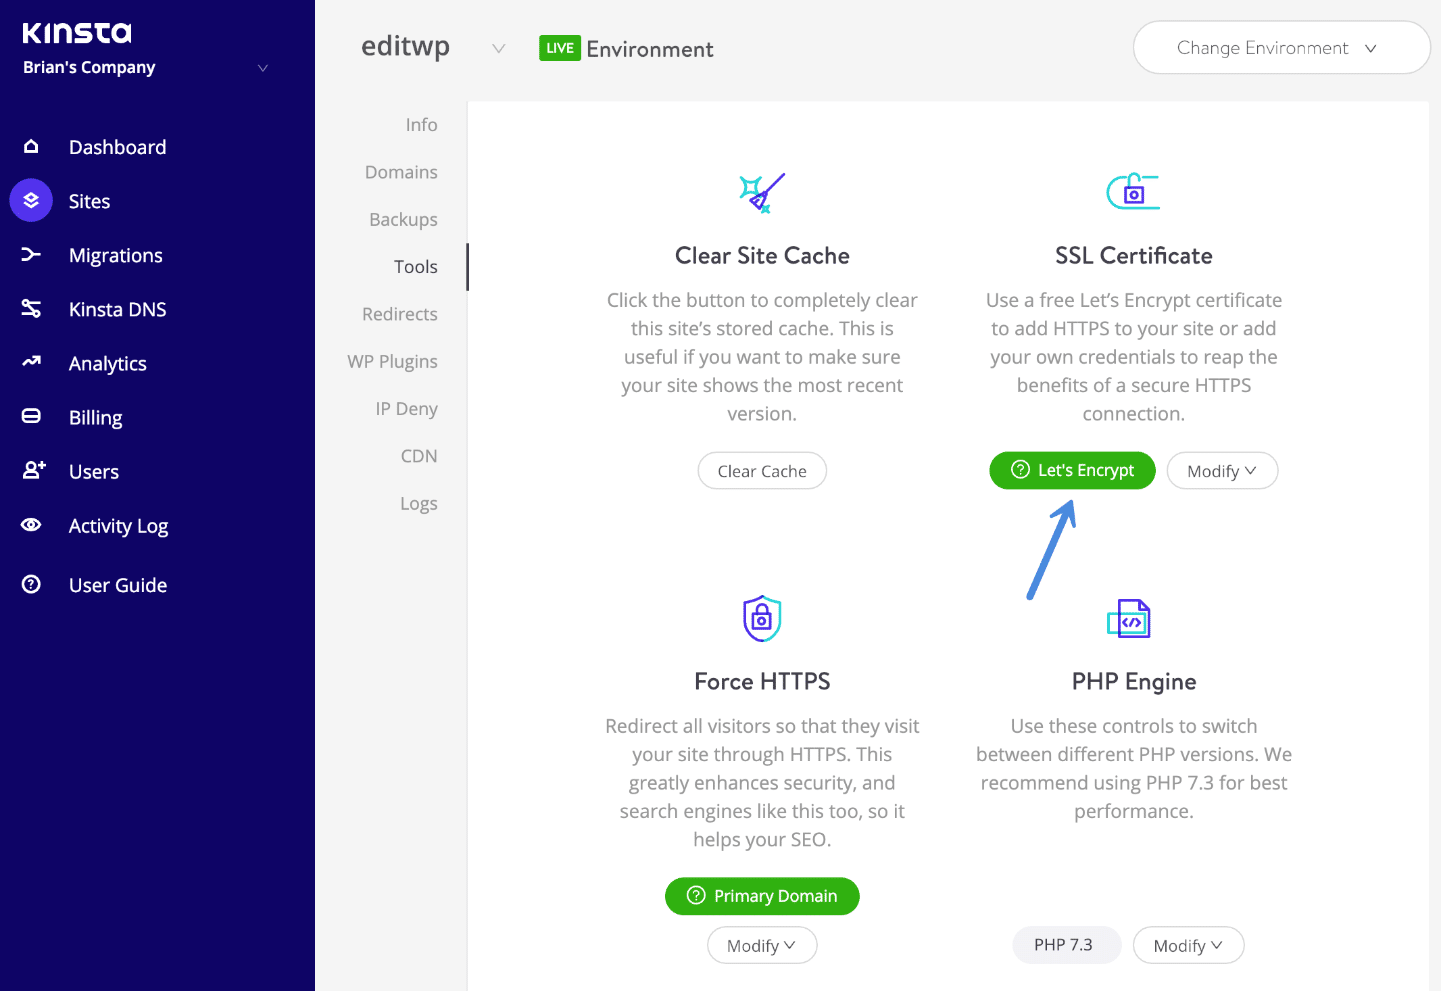 Kinsta
Brian's Company
Dashboard
Sites
Migrations
Kinsta DNS
Analytics
Billing
Users
Activity Log
User Guide
editwp
LIVE Environment
Change Environment
Info
Domains
Backups
Tools
Redirects
WP Plugins
IP Deny
CDN
Logs
Clear Site Cache
Click the button to completely clear
this site’s stored cache. This is
useful if you want to make sure
your site shows the most recent
version.
Clear Cache
SSL Certificate
Use a free Let’s Encrypt certificate
to add HTTPS to your site or add
your own credentials to reap the
benefits of a secure HTTPS
connection.
Let's Encrypt
Modify
Force HTTPS
Redirect all visitors so that they visit
your site through HTTPS. This
greatly enhances security, and
search engines like this too, so it
helps your SEO.
Primary Domain
Modify
PHP Engine
Use these controls to switch
between different PHP versions. We
recommend using PHP 7.3 for best
performance.
PHP 7.3
Modify